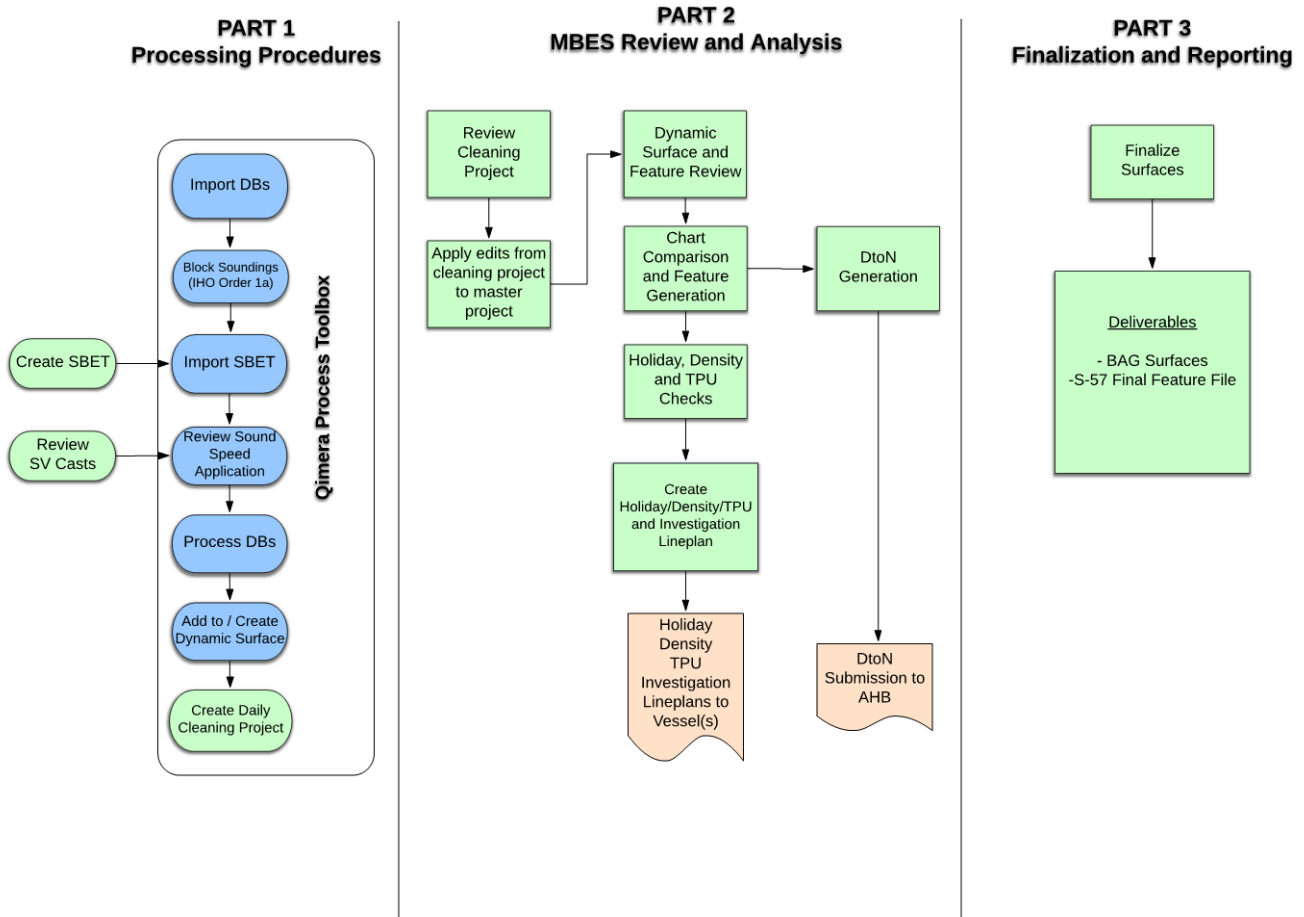 PART 1
Processing Procedures
Import DBs
Block Soundings
(IHO Order 1a)
Create SBET
Import SBET
Review
SV Casts
Review Sound
Speed
Application
Process DBs
Add to / Create
Dynamic Surface
Create Daily
Cleaning Project
Qimera Process Toolbox
PART 2
MBES Review and Analysis
Review
Cleaning
Project
Apply edits from
cleaning project
to master
project
Dynamic
Surface and
Feature Review
Chart
Comparison
and Feature
Generation
DtoN
Generation
Holiday, Density
and TPU
Checks
Create
Holiday/Density/TPU
and Investigation
Lineplan
Holiday
Density
TPU
Investigation
Lineplans to
Vessel(s)
DtoN
Submission to
AHB
PART 3
Finalization and Reporting
Finalize
Surfaces
Deliverables
- BAG Surfaces
-S-57 Final Feature File